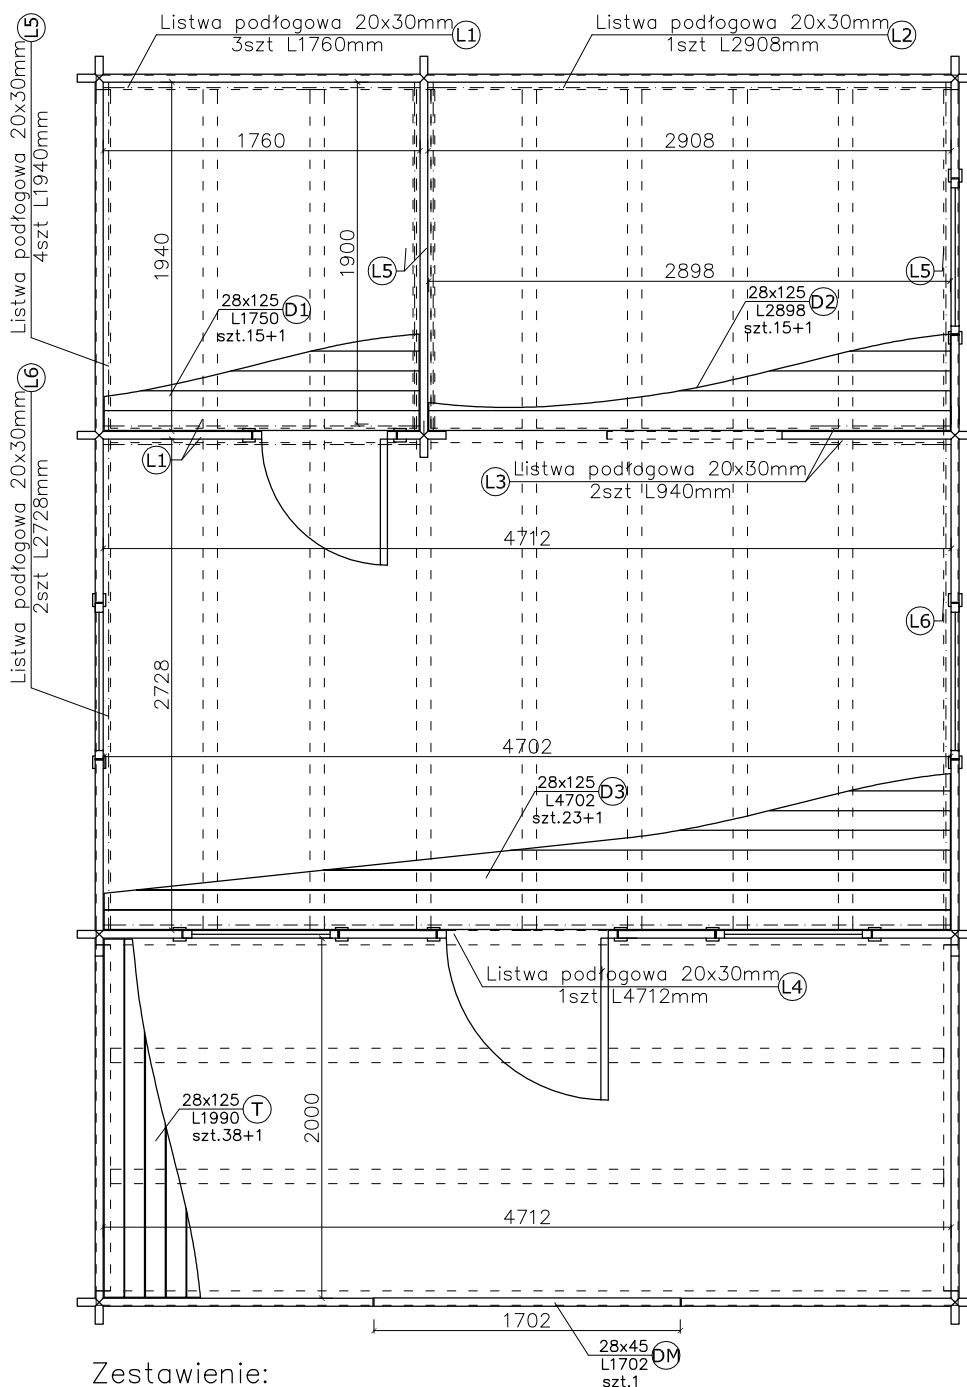 Listwa podłogowa 20x30mm L1
3szt L1760mm
Listwa podłogowa 20x30mm L2
1szt L2908mm
Listwa podłogowa 20x30mm L5
4szt L1940mm
1760
2908
1940
1900
L5
2898
L5
28x125 D1
L1750
szt.15+1
28x125 D2
L2898
szt.15+1
Listwa podłogowa 20x30mm L6
2szt L2728mm
L1
L3 Listwa podłogowa 20x30mm
2szt L940mm
4712
L6
2728
4702
28x125 D3
L4702
szt.23+1
Listwa podłogowa 20x30mm L4
1szt L4712mm
28x125 T
L1990
szt.38+1
2000
4712
1702
28x45 DM
L1702
szt.1
Zestawienie: